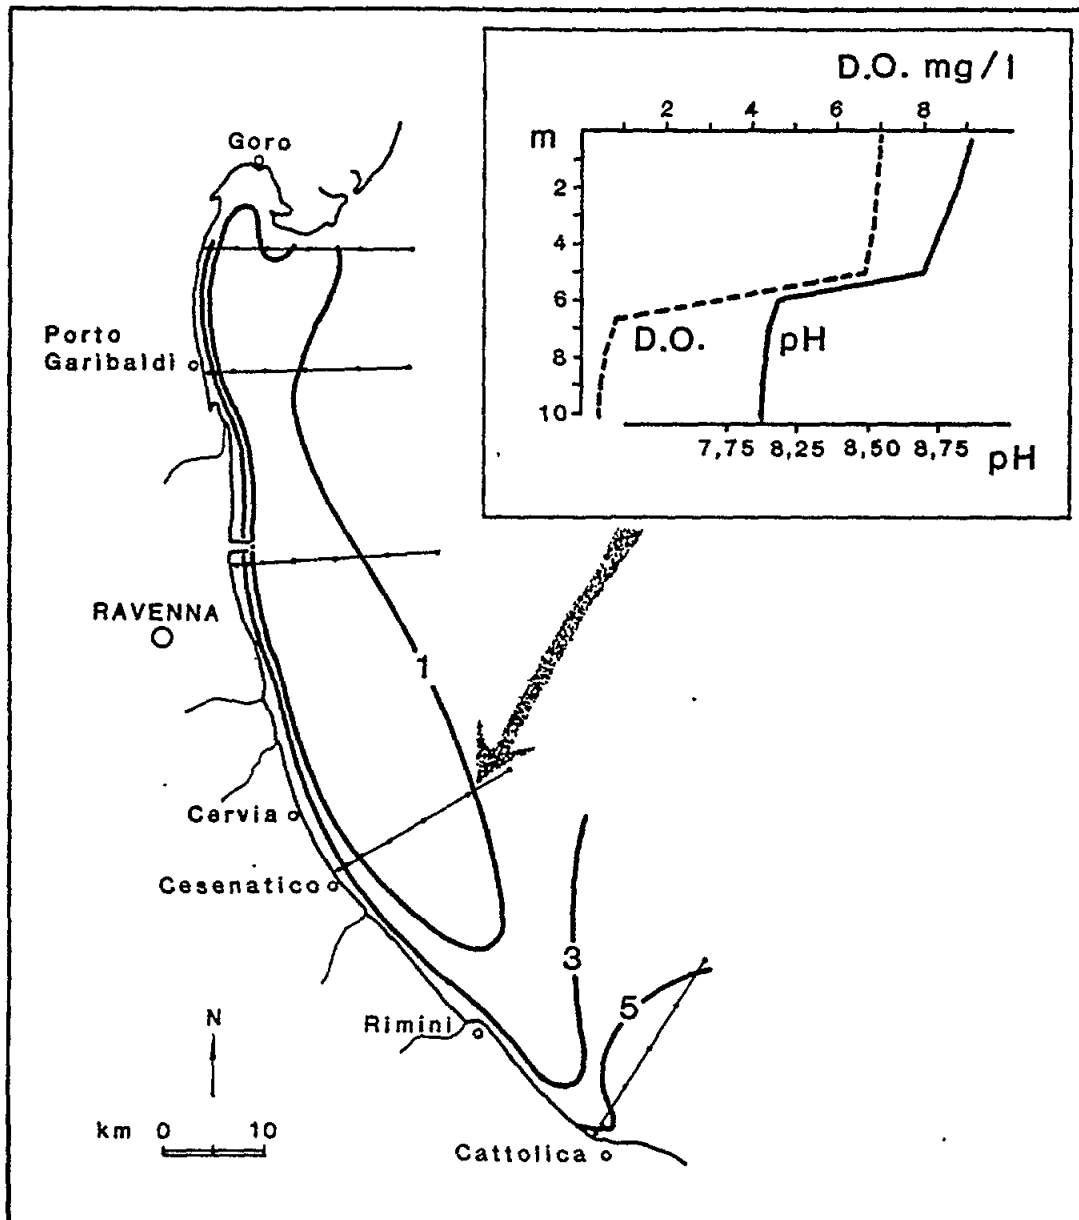 D.O. mg/l
2 4 6 8
m
2
4
6
8
10
D.O. pH
7,75 8,25 8,50 8,75 pH
Goro
Porto
Garibaldi
RAVENNA
1
Cervia
Cesenatico
3
5
Rimini
N
km 0 10
Cattolica